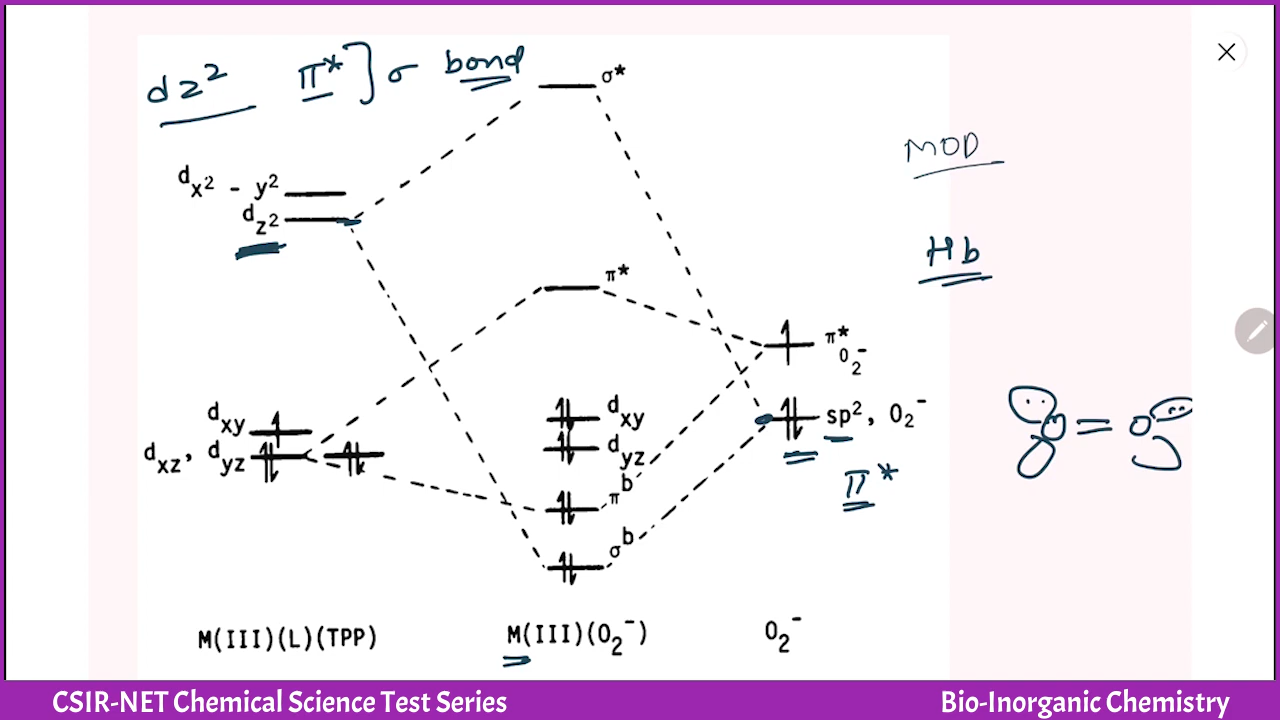 dz² π*] σ bond
σ*
MOD
dx² - y²
dz²
Hb
π*
π* O₂⁻
dxy
dxy
sp², O₂⁻
dxz, dyz
dyz
π*
πᵇ
σᵇ
O = O
M(III)(L)(TPP) M(III)(O₂⁻) O₂⁻
CSIR-NET Chemical Science Test Series Bio-Inorganic Chemistry